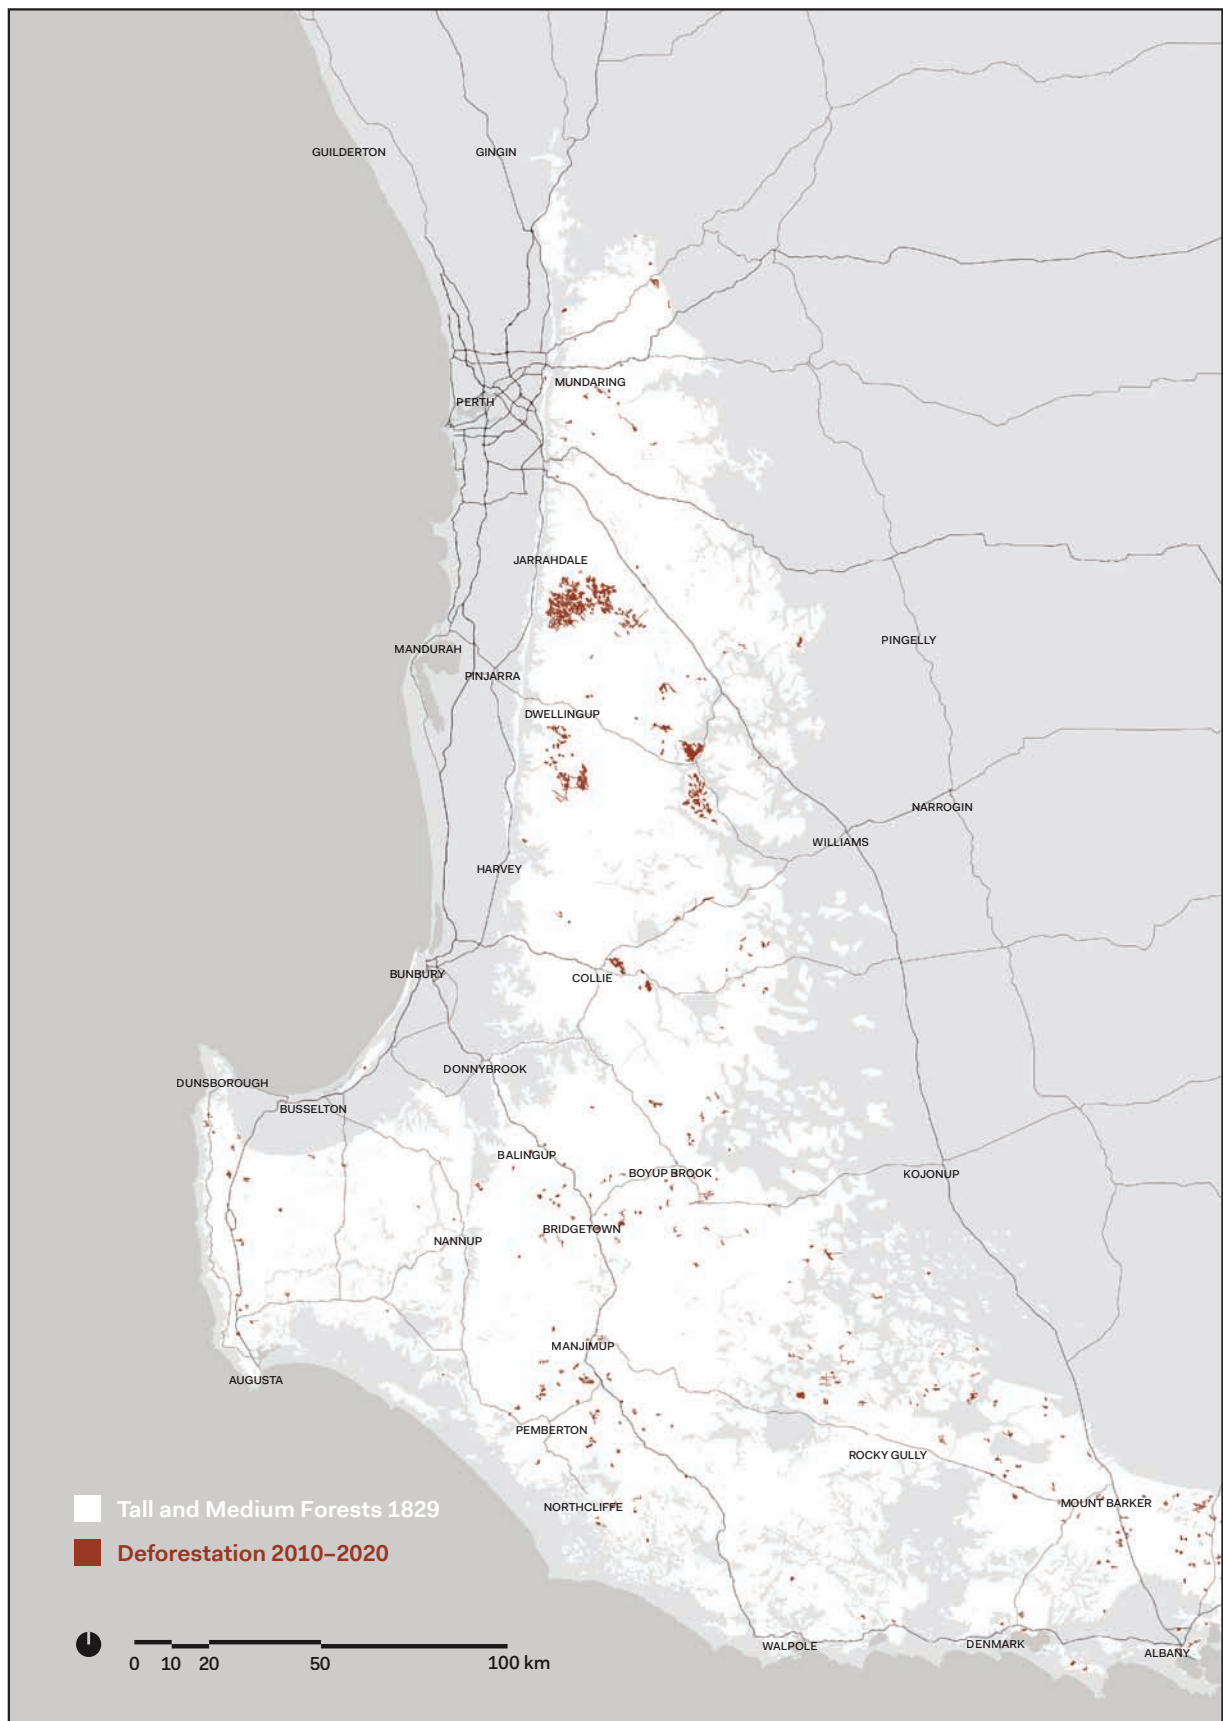 GUILDERTON
GINGIN
MUNDARING
PERTH
JARRAHDALE
PINGELLY
MANDURAH
PINJARRA
DWELLINGUP
NARROGIN
WILLIAMS
HARVEY
BUNBURY
COLLIE
DONNYBROOK
DUNSBOROUGH
BUSSELTON
BALINGUP
BOYUP BROOK
KOJONUP
BRIDGETOWN
NANNUP
MANJIMUP
AUGUSTA
PEMBERTON
ROCKY GULLY
MOUNT BARKER
NORTHCLIFFE
Tall and Medium Forests 1829
Deforestation 2010–2020
WALPOLE
DENMARK
ALBANY
0 10 20 50 100 km